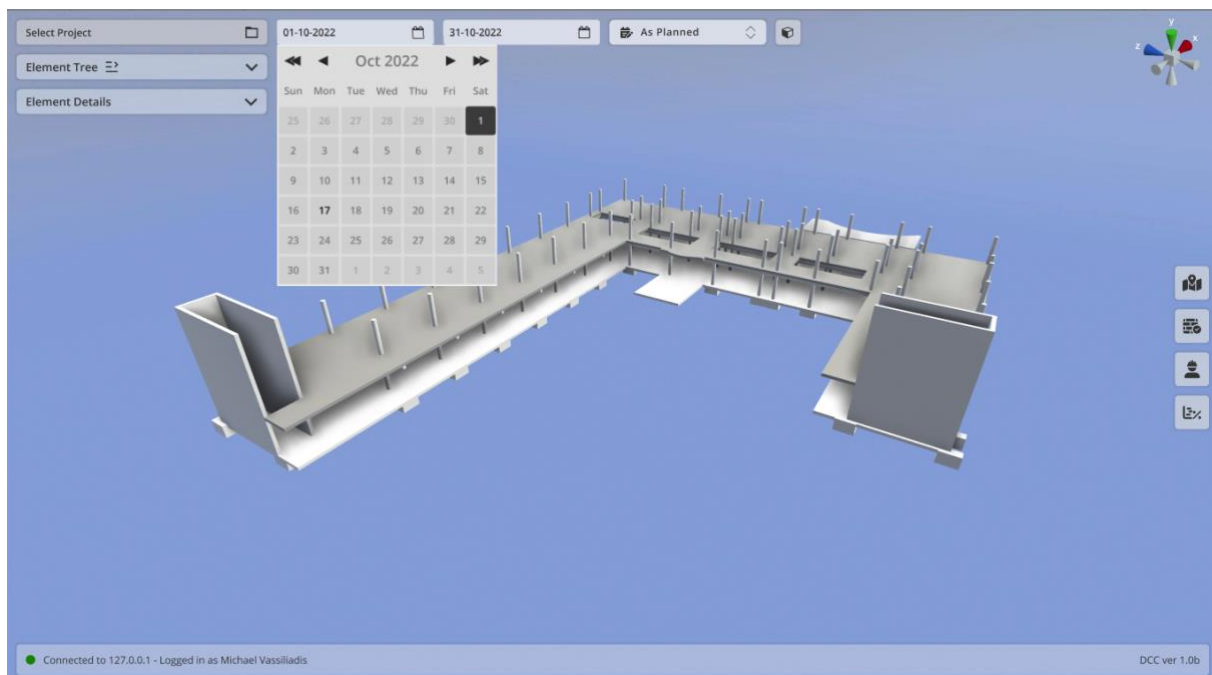 Select Project
01-10-2022
31-10-2022
As Planned
Element Tree
Element Details
Oct 2022
Sun Mon Tue Wed Thu Fri Sat
25 26 27 28 29 30 1
2 3 4 5 6 7 8
9 10 11 12 13 14 15
16 17 18 19 20 21 22
23 24 25 26 27 28 29
30 31 1 2 3 4 5
y
x
z
Connected to 127.0.0.1 - Logged in as Michael Vassiliadis
DCC ver 1.0b